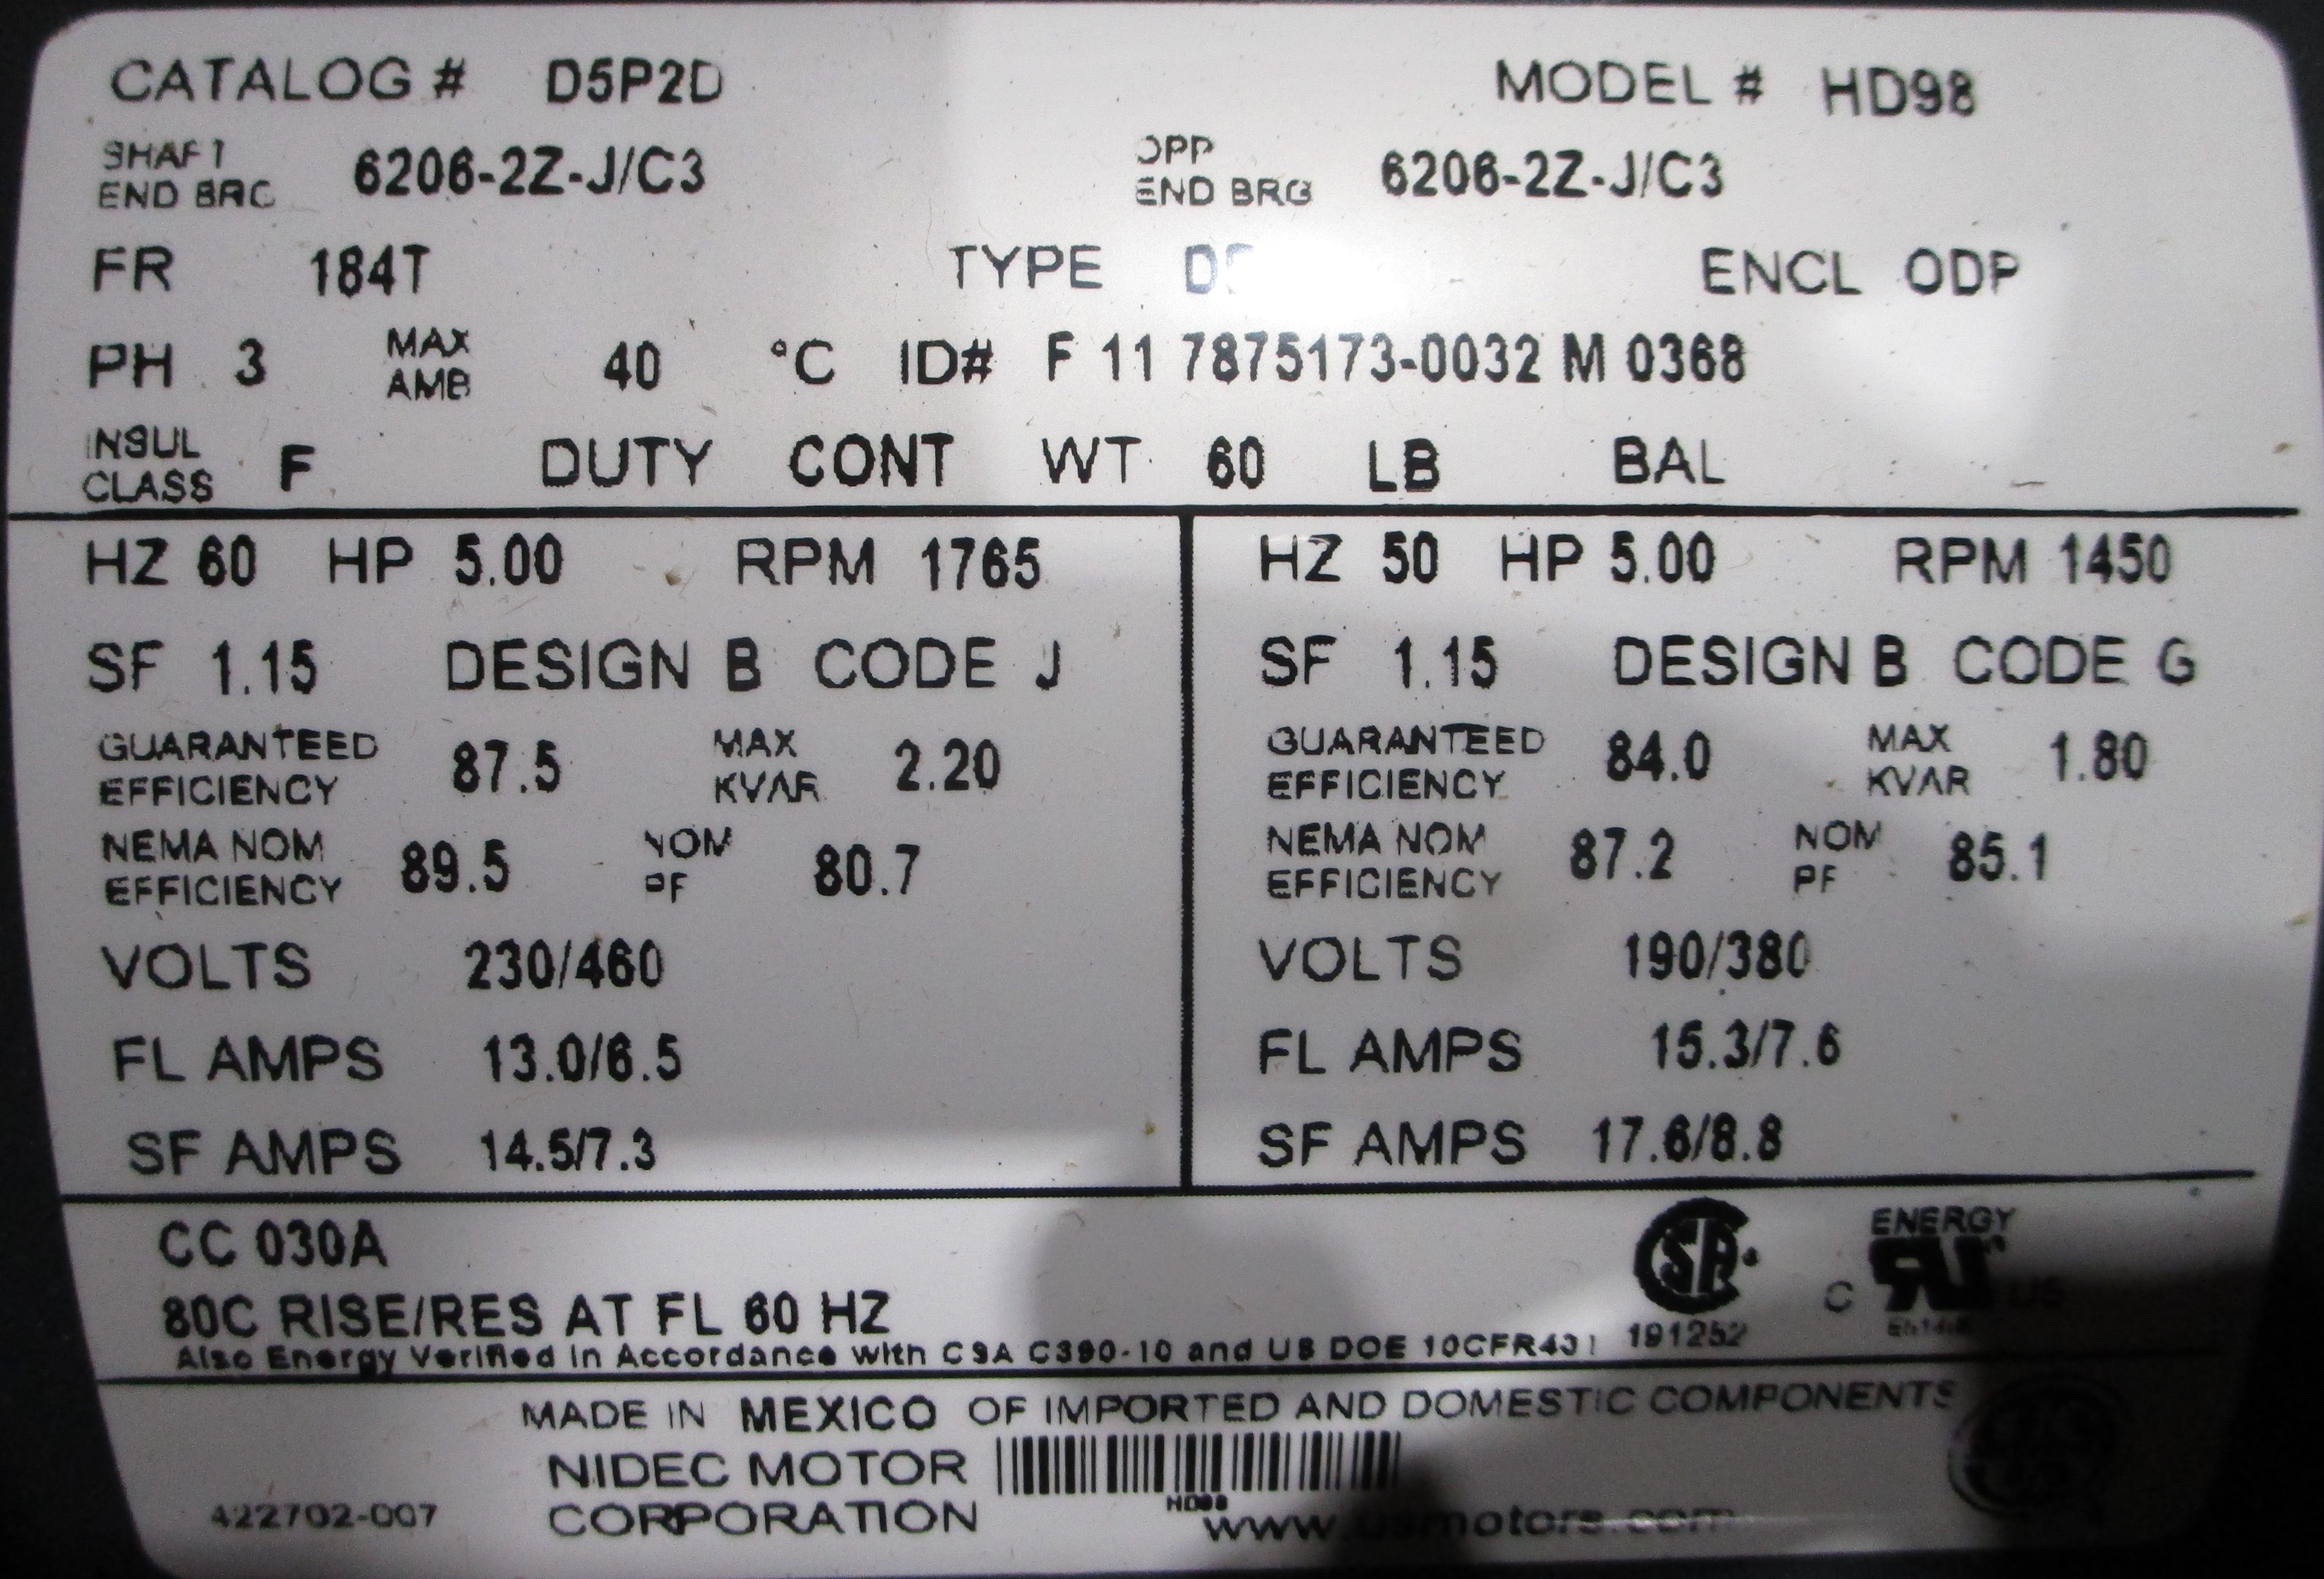 CATALOG # D5P2D MODEL # HD98
SHAFT END BRG 6206-2Z-J/C3 OPP END BRG 6206-2Z-J/C3
FR 184T TYPE ENCL ODP
PH 3 MAX AMB 40 °C ID# F 11 7875173-0032 M 0368
INSUL CLASS F DUTY CONT WT 60 LB BAL
HZ 60 HP 5.00 RPM 1765
SF 1.15 DESIGN B CODE J
GUARANTEED EFFICIENCY 87.5 MAX KVAR 2.20
NEMA NOM EFFICIENCY 89.5 NOM PF 80.7
VOLTS 230/460
FL AMPS 13.0/6.5
SF AMPS 14.5/7.3
HZ 50 HP 5.00 RPM 1450
SF 1.15 DESIGN B CODE G
GUARANTEED EFFICIENCY 84.0 MAX KVAR 1.80
NEMA NOM EFFICIENCY 87.2 NOM PF 85.1
VOLTS 190/380
FL AMPS 15.3/7.6
SF AMPS 17.6/8.8
CC 030A
80C RISE/RES AT FL 60 HZ
Also Energy Verified in Accordance with CSA C390-10 and US DOE 10CFR431
SA
191252
ENERGY
C RU US
MADE IN MEXICO OF IMPORTED AND DOMESTIC COMPONENTS
NIDEC MOTOR
CORPORATION
HD98
422702-007
www.usmotors.com